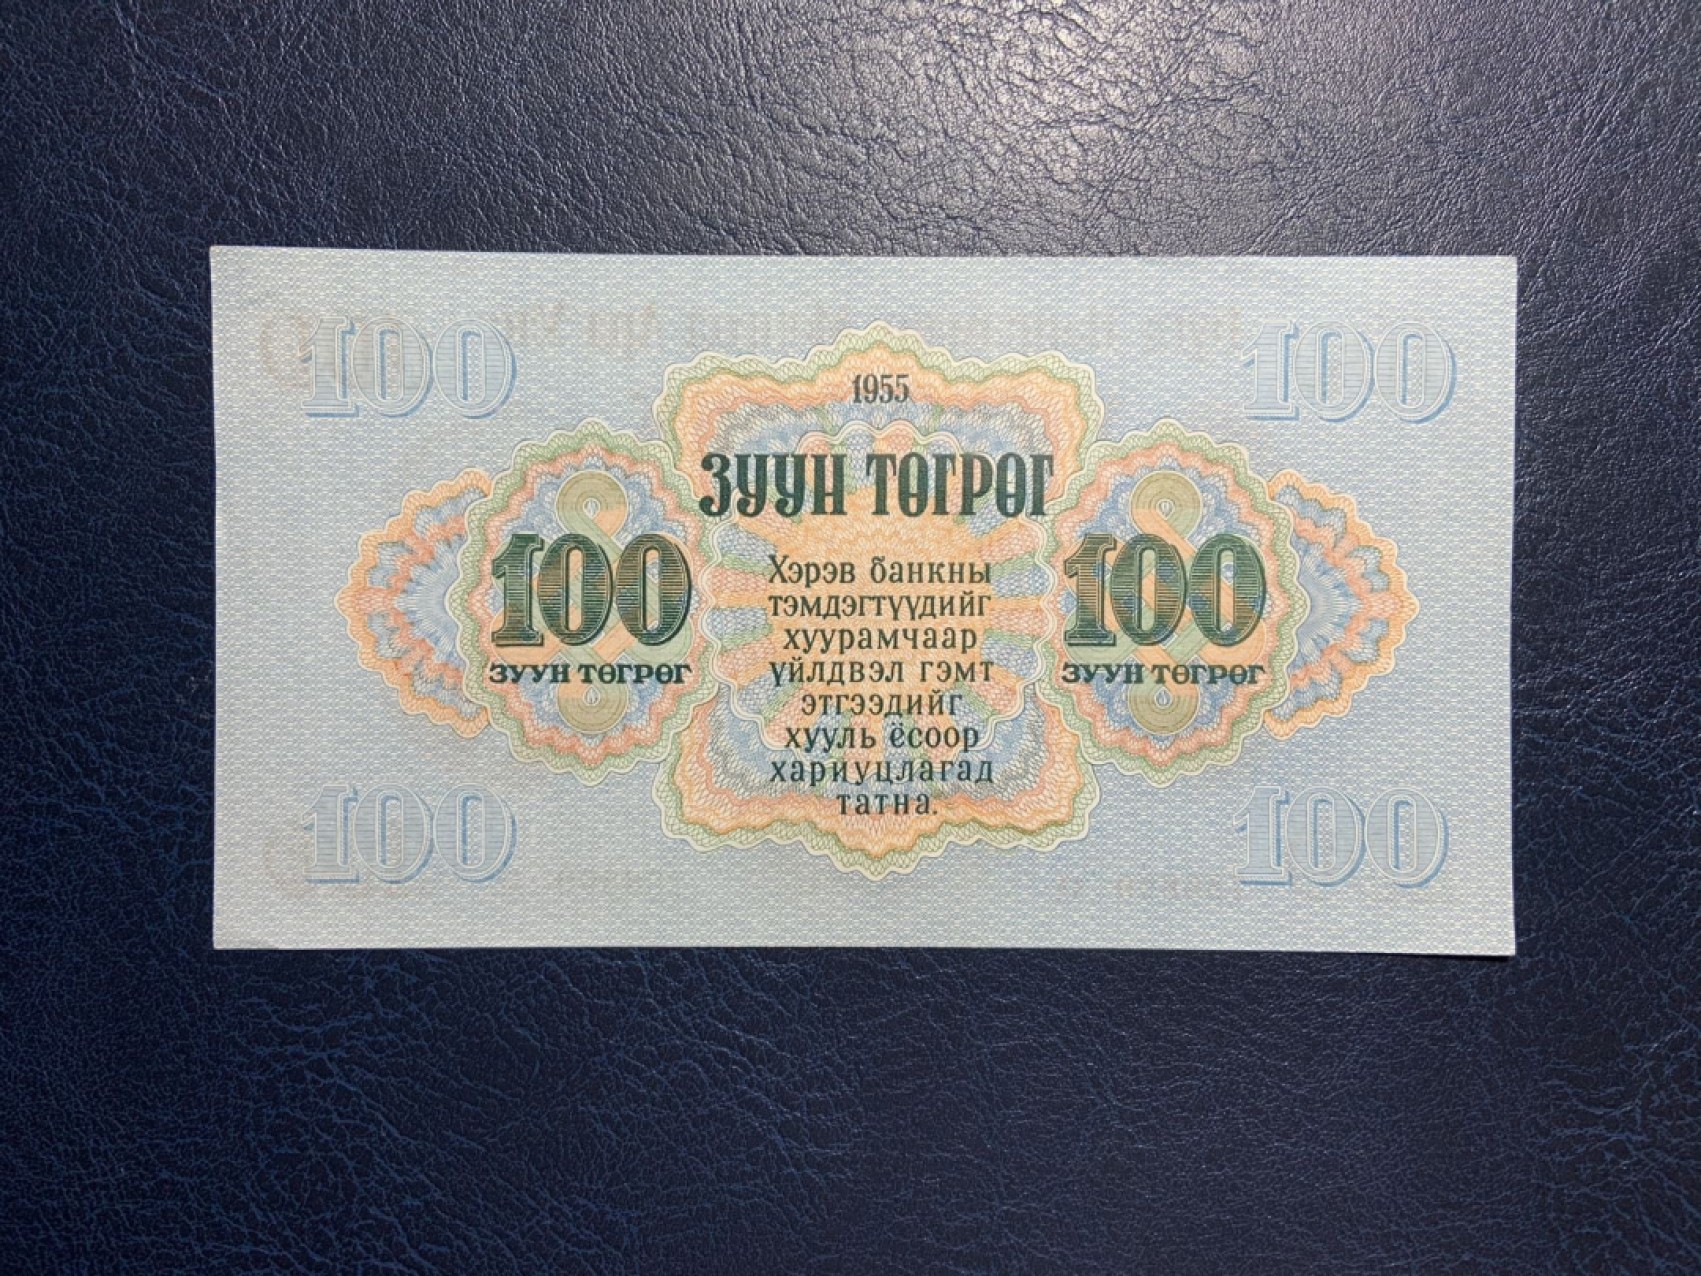 100 100
1955
ЗУУН ТӨГРӨГ
100 100
ЗУУН ТӨГРӨГ ЗУУН ТӨГРӨГ
Хэрэв банкны
тэмдэгтүүдийг
хуурамчаар
үйлдвэл гэмт
этгээдийг
хууль ёсоор
хариуцлагад
татна.
100 100